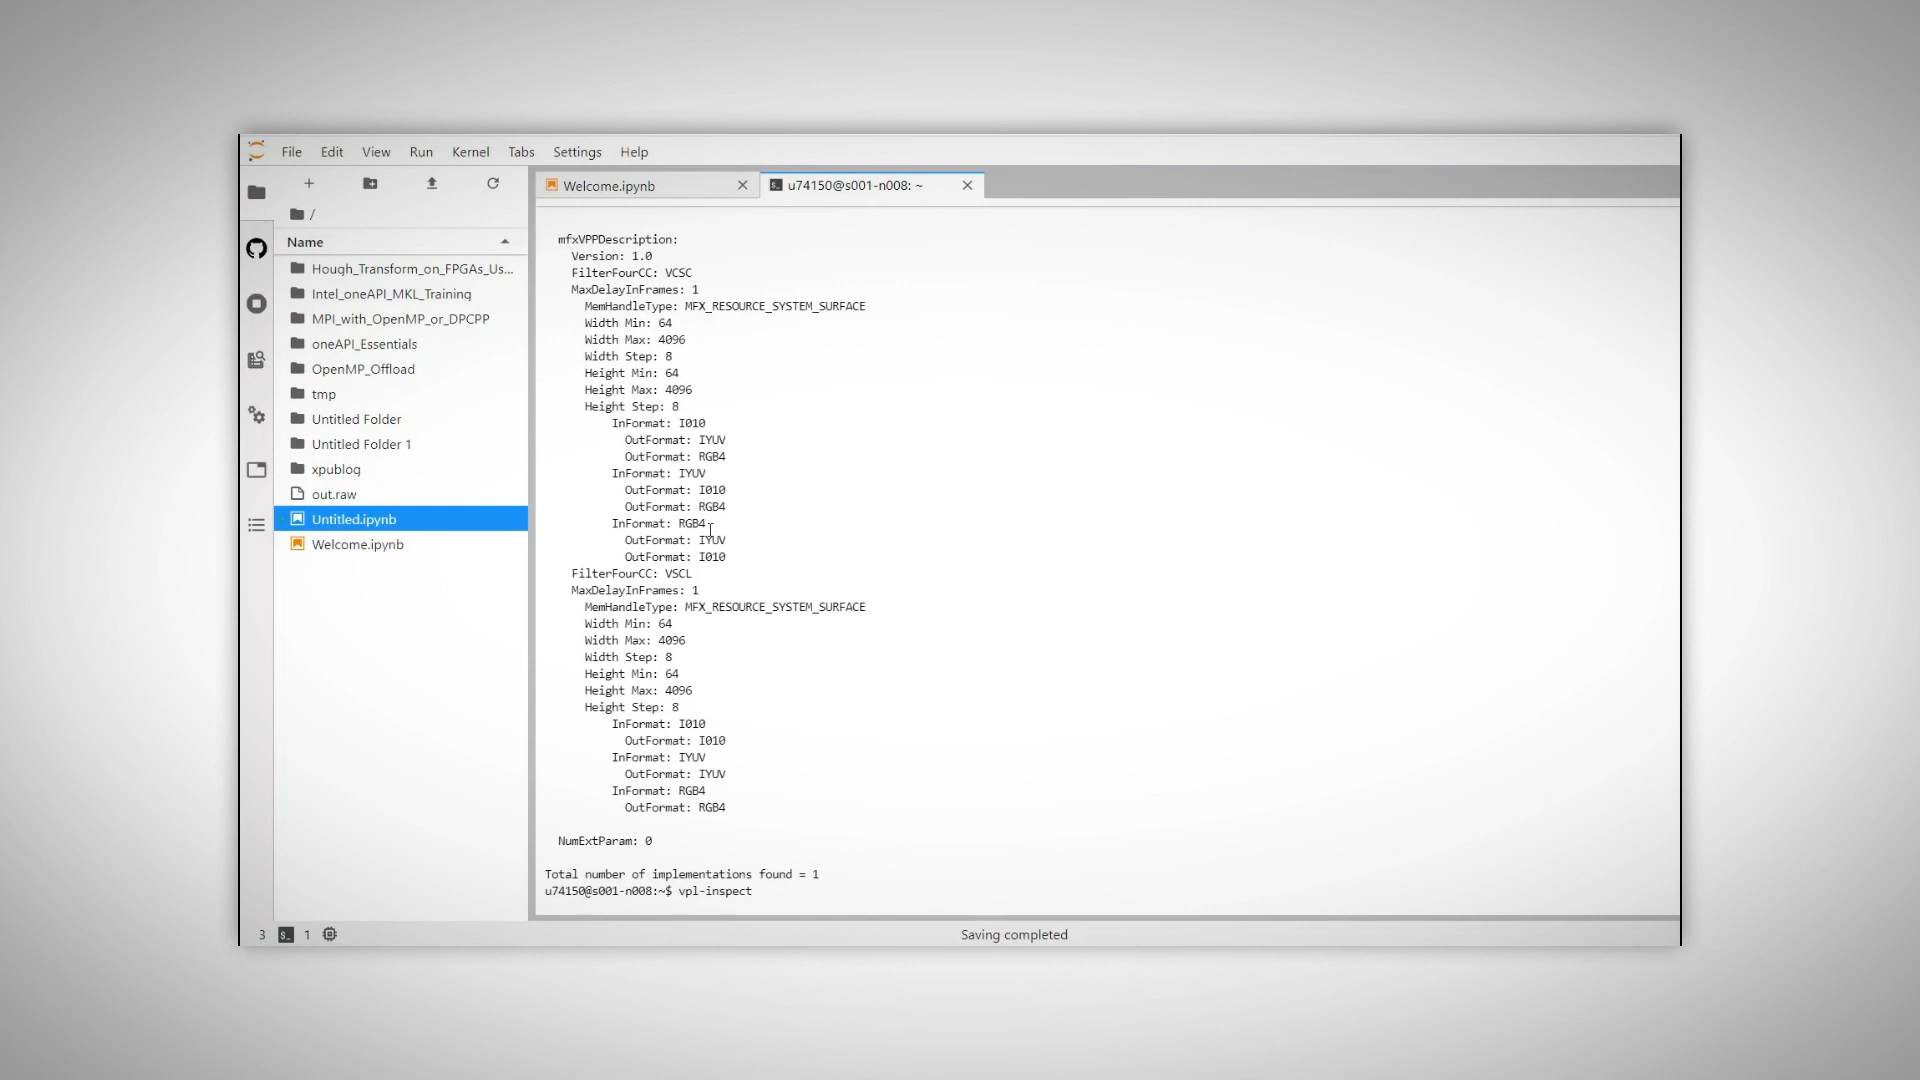 File Edit View Run Kernel Tabs Settings Help
Welcome.ipynb
u74150@s001-n008: ~
/
Name
Hough_Transform_on_FPGAs_Us...
Intel_oneAPI_MKL_Training
MPI_with_OpenMP_or_DPCPP
oneAPI_Essentials
OpenMP_Offload
tmp
Untitled Folder
Untitled Folder 1
xpublog
out.raw
Untitled.ipynb
Welcome.ipynb
mfxVPPDescription:
Version: 1.0
FilterFourCC: VCSC
MaxDelayInFrames: 1
MemHandleType: MFX_RESOURCE_SYSTEM_SURFACE
Width Min: 64
Width Max: 4096
Width Step: 8
Height Min: 64
Height Max: 4096
Height Step: 8
InFormat: I010
OutFormat: IYUV
OutFormat: RGB4
InFormat: IYUV
OutFormat: I010
OutFormat: RGB4
InFormat: RGB4
OutFormat: IYUV
OutFormat: I010
FilterFourCC: VSCL
MaxDelayInFrames: 1
MemHandleType: MFX_RESOURCE_SYSTEM_SURFACE
Width Min: 64
Width Max: 4096
Width Step: 8
Height Min: 64
Height Max: 4096
Height Step: 8
InFormat: I010
OutFormat: I010
InFormat: IYUV
OutFormat: IYUV
InFormat: RGB4
OutFormat: RGB4
NumExtParam: 0
Total number of implementations found = 1
u74150@s001-n008:~$ vpl-inspect
3 $_ 1
Saving completed